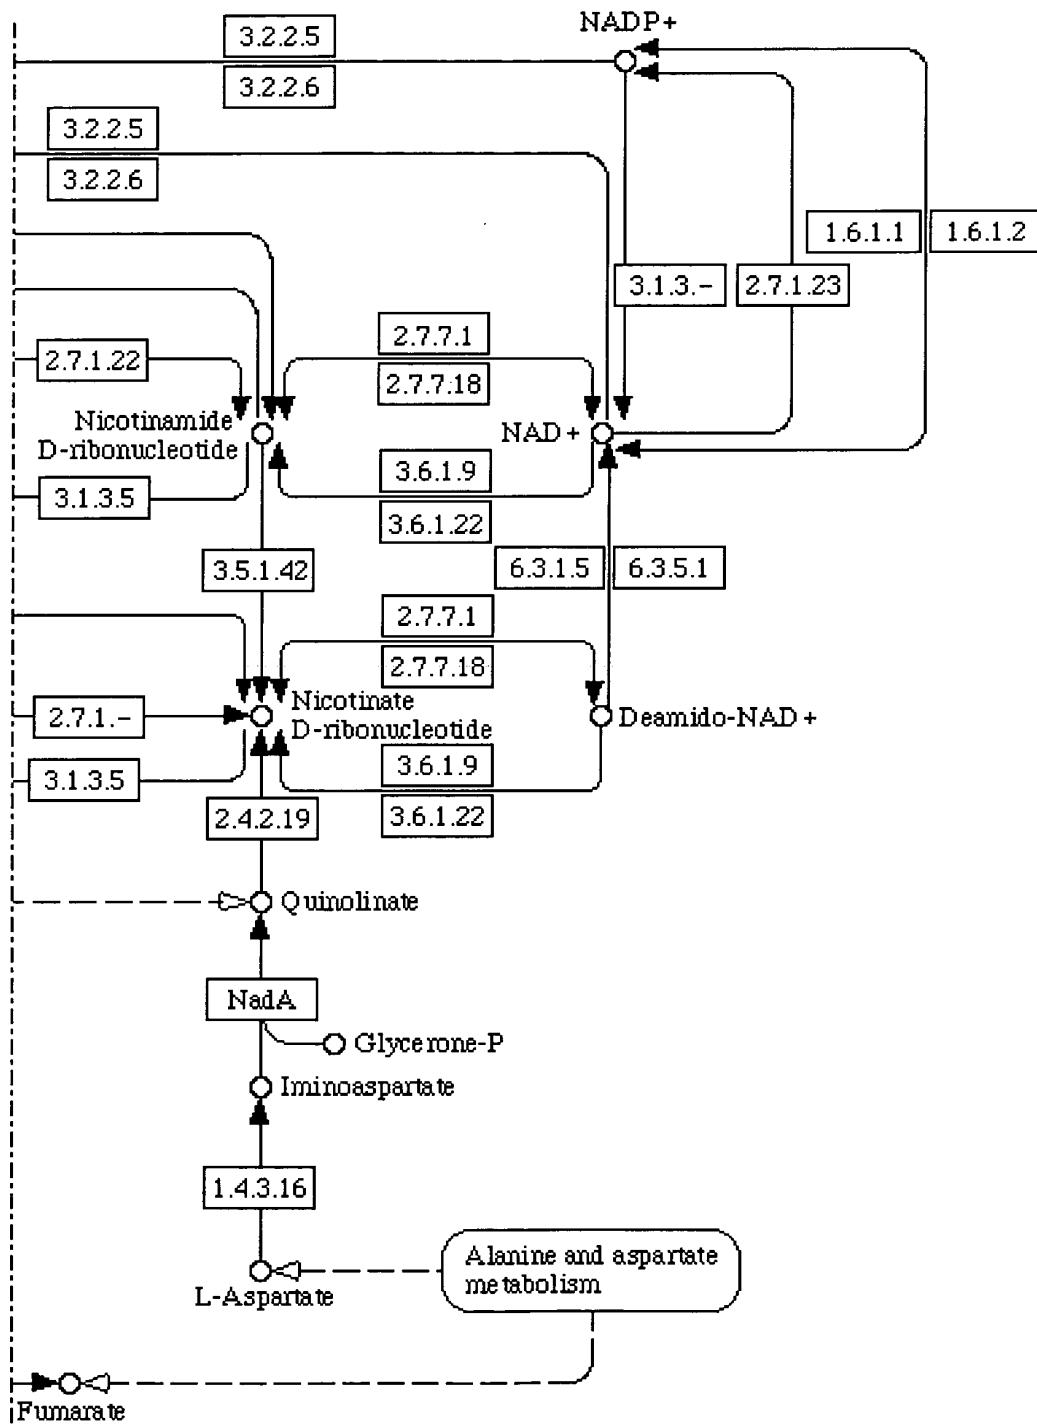 NADP+
3.2.2.5
3.2.2.6
3.2.2.5
3.2.2.6
1.6.1.1
1.6.1.2
3.1.3.-
2.7.1.23
2.7.7.1
2.7.1.22
2.7.7.18
Nicotinamide
D-ribonucleotide
NAD+
3.6.1.9
3.1.3.5
3.6.1.22
3.5.1.42
6.3.1.5
6.3.5.1
2.7.7.1
2.7.7.18
2.7.1.-
Nicotinate
D-ribonucleotide
Deamido-NAD+
3.6.1.9
3.1.3.5
3.6.1.22
2.4.2.19
Quinolinate
NadA
Glycerone-P
Iminoaspartate
1.4.3.16
Alanine and aspartate
metabolism
L-Aspartate
Fumarate